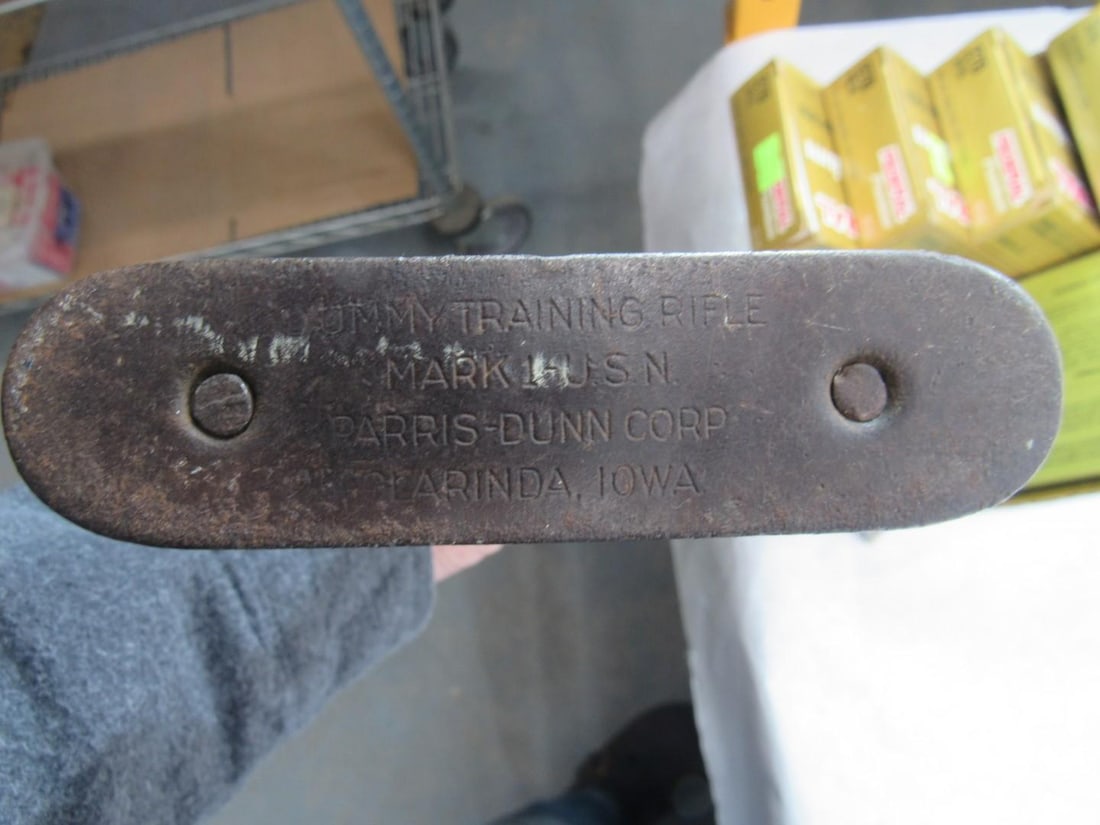 DUMMY TRAINING RIFLE
MARK I-U.S.N.
PARRIS-DUNN CORP
CLARINDA, IOWA